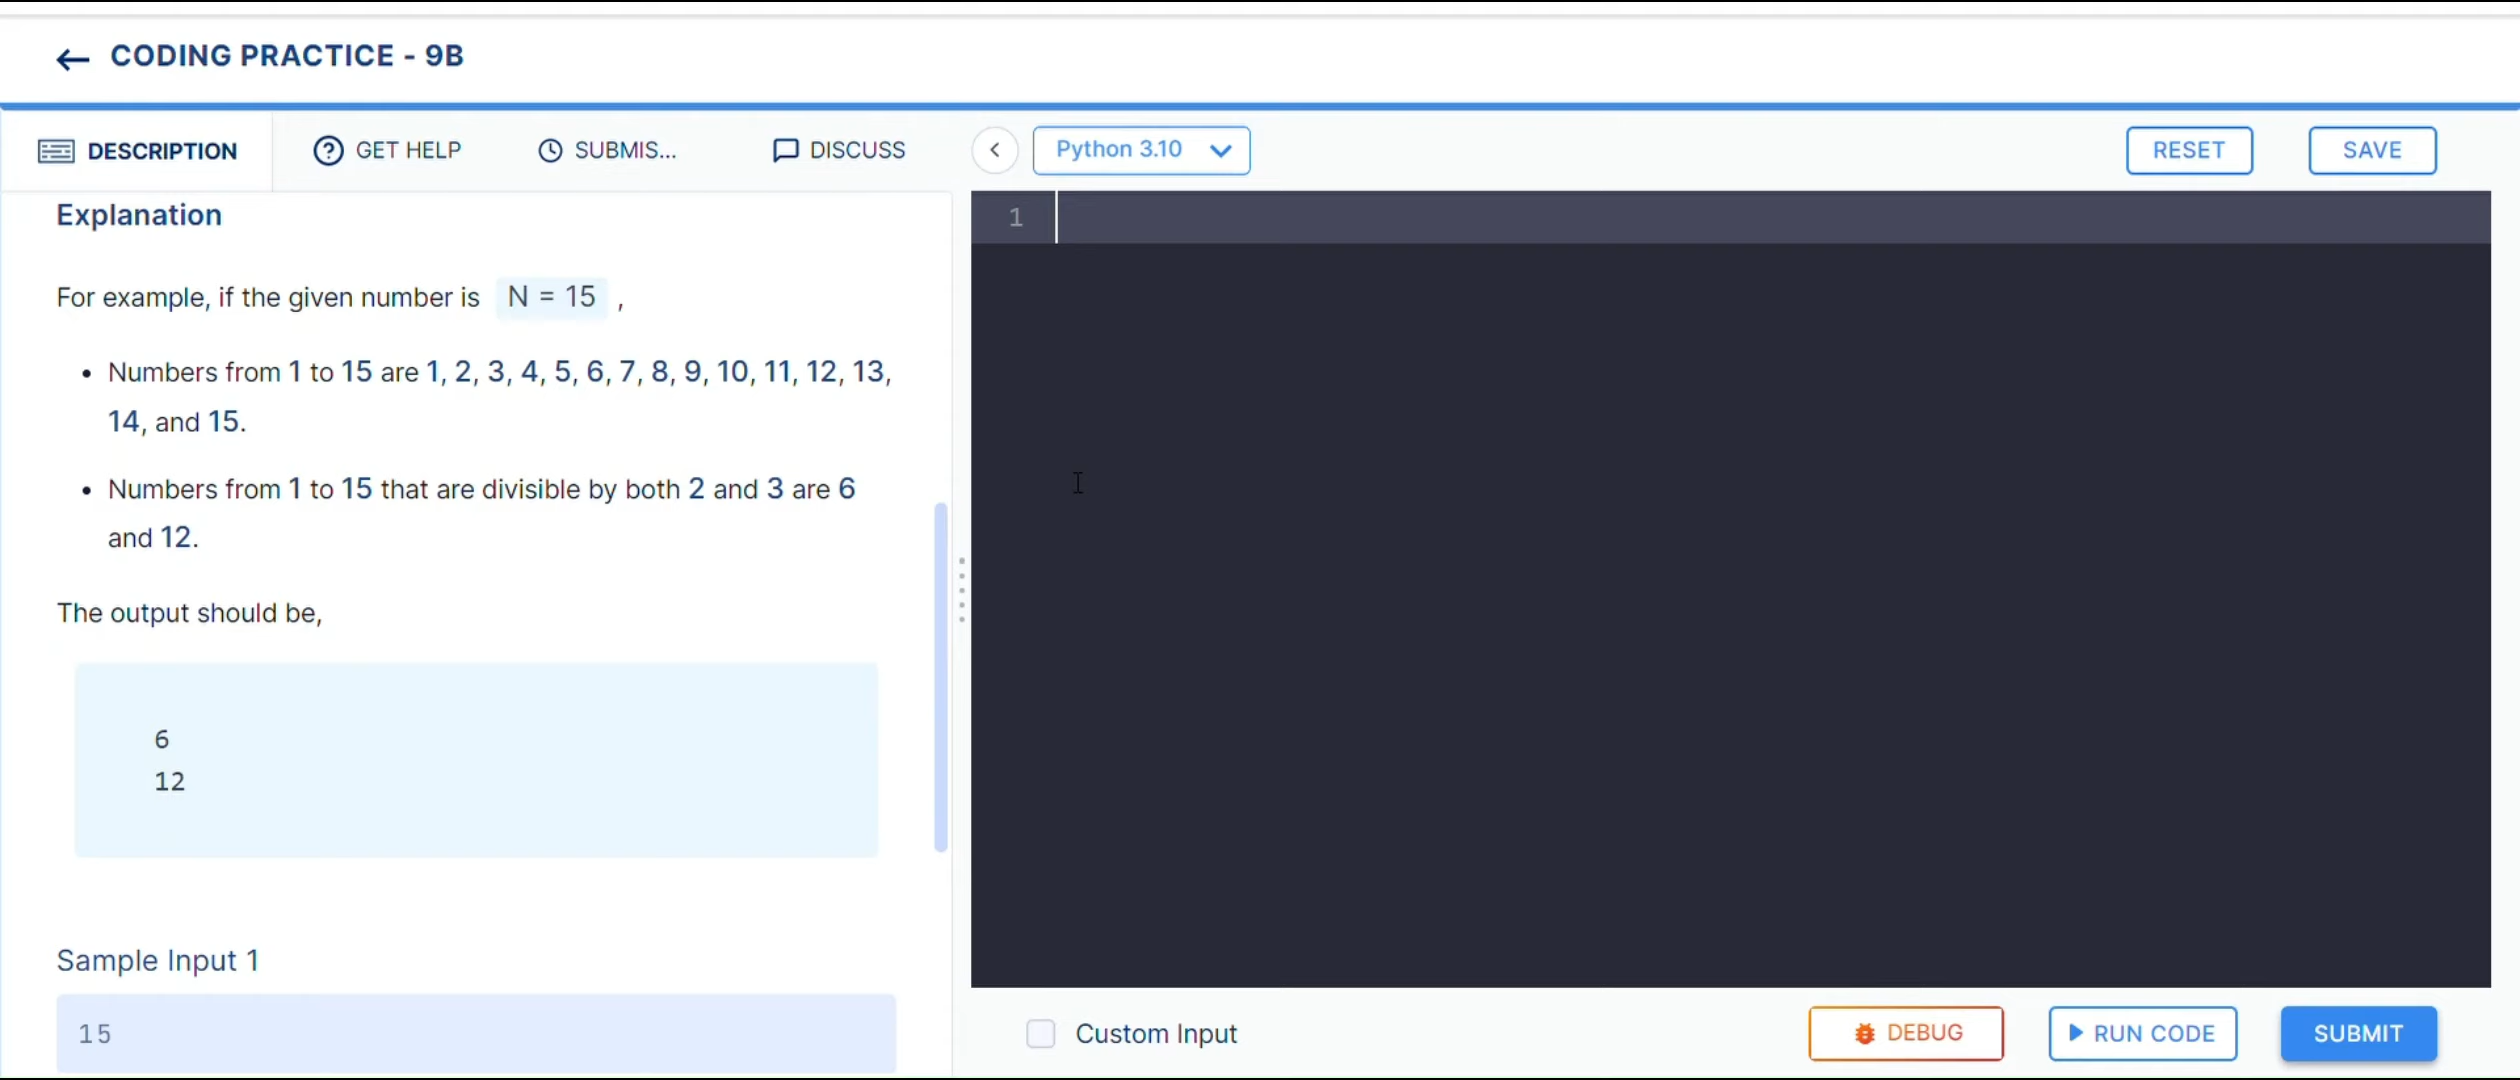 CODING PRACTICE - 9B
DESCRIPTION
GET HELP
SUBMIS...
DISCUSS
Python 3.10
RESET
SAVE
Explanation
For example, if the given number is N = 15 ,
Numbers from 1 to 15 are 1, 2, 3, 4, 5, 6, 7, 8, 9, 10, 11, 12, 13,
14, and 15.
Numbers from 1 to 15 that are divisible by both 2 and 3 are 6
and 12.
The output should be,
6
12
Sample Input 1
15
1
Custom Input
DEBUG
RUN CODE
SUBMIT